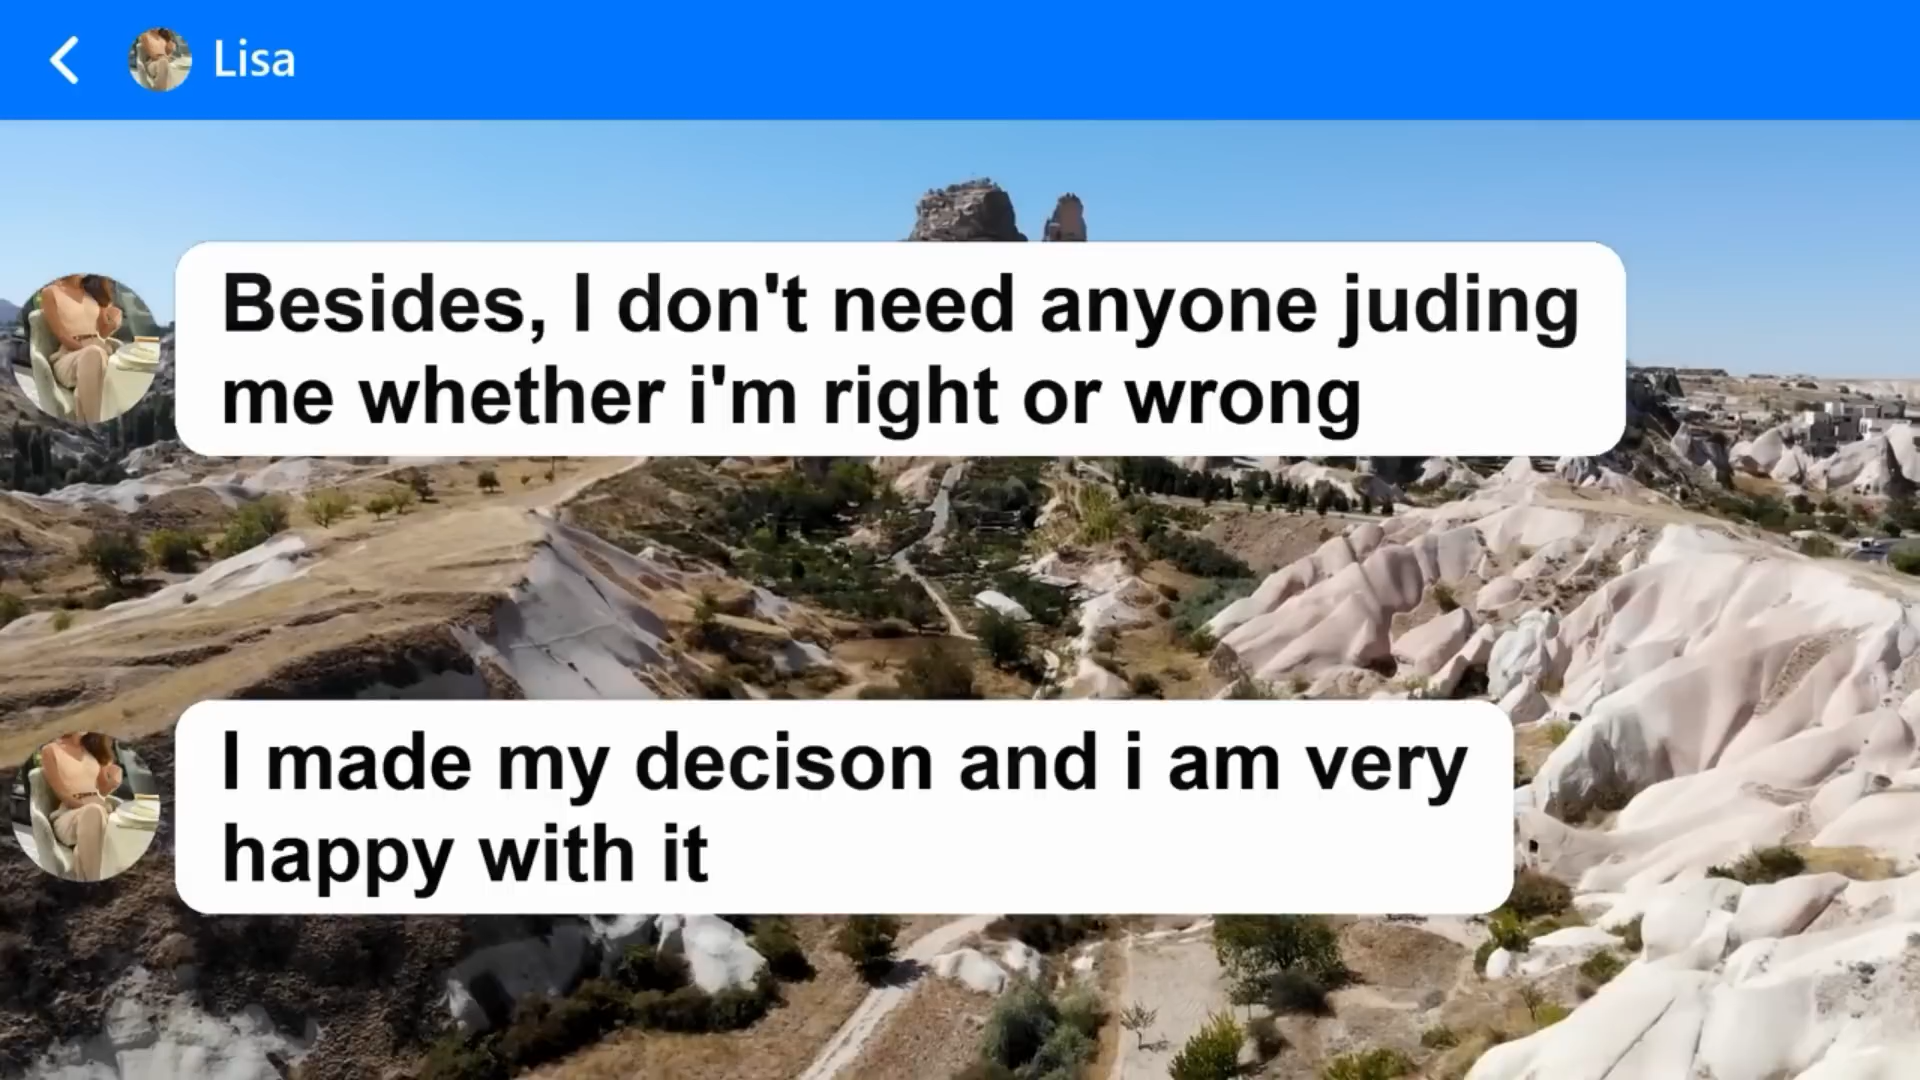 Lisa
Besides, I don't need anyone juding
me whether i'm right or wrong
I made my decison and i am very
happy with it